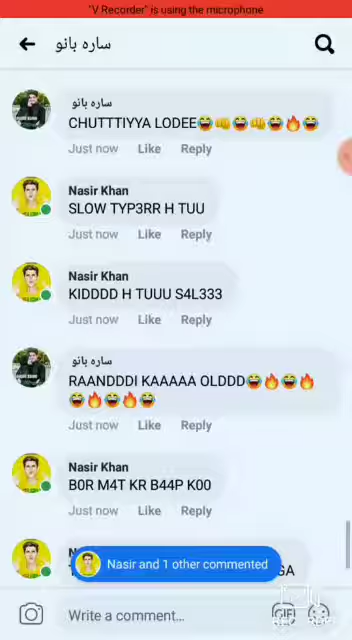 "V Recorder" is using the microphone
ساره بانو
ساره بانو
CHUTTTIYYA LODEE😂👊😂👊😂🔥😂
Just now Like Reply
Nasir Khan
SLOW TYP3RR H TUU
Just now Like Reply
Nasir Khan
KIDDDD H TUUU S4L333
Just now Like Reply
ساره بانو
RAANDDDI KAAAAA OLDDD😂🔥😂🔥
😂🔥😂🔥😂
Just now Like Reply
Nasir Khan
B0R M4T KR B44P K00
Just now Like Reply
Nasir and 1 other commented
GA
Write a comment...
GIF